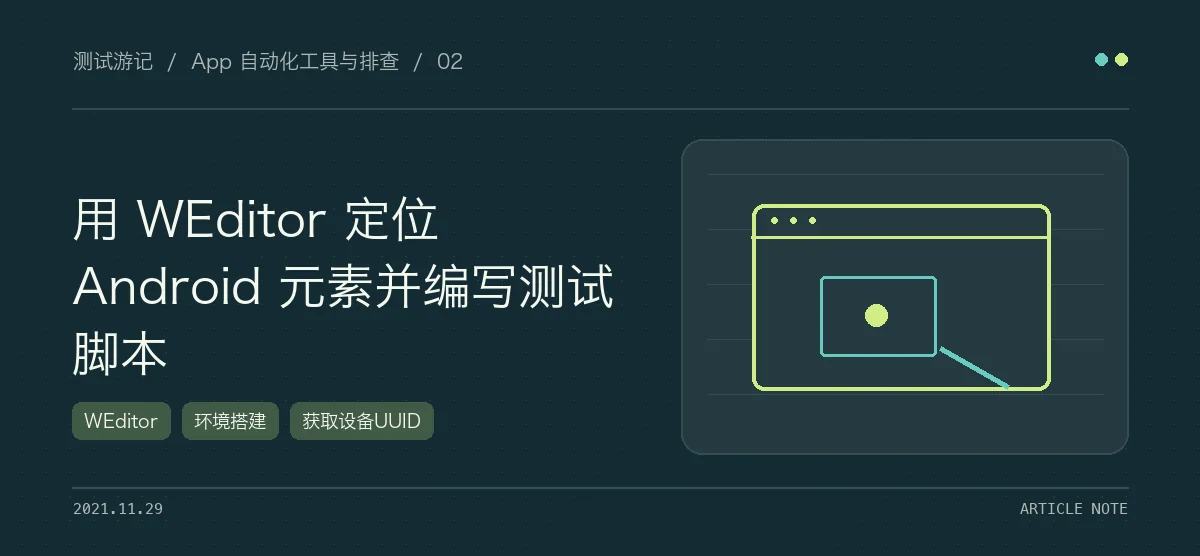 测试游记 / App 自动化工具与排查 / 02
用 WEditor 定位
Android 元素并编写测试
脚本
WEditor 环境搭建 获取设备UUID
2021.11.29 ARTICLE NOTE